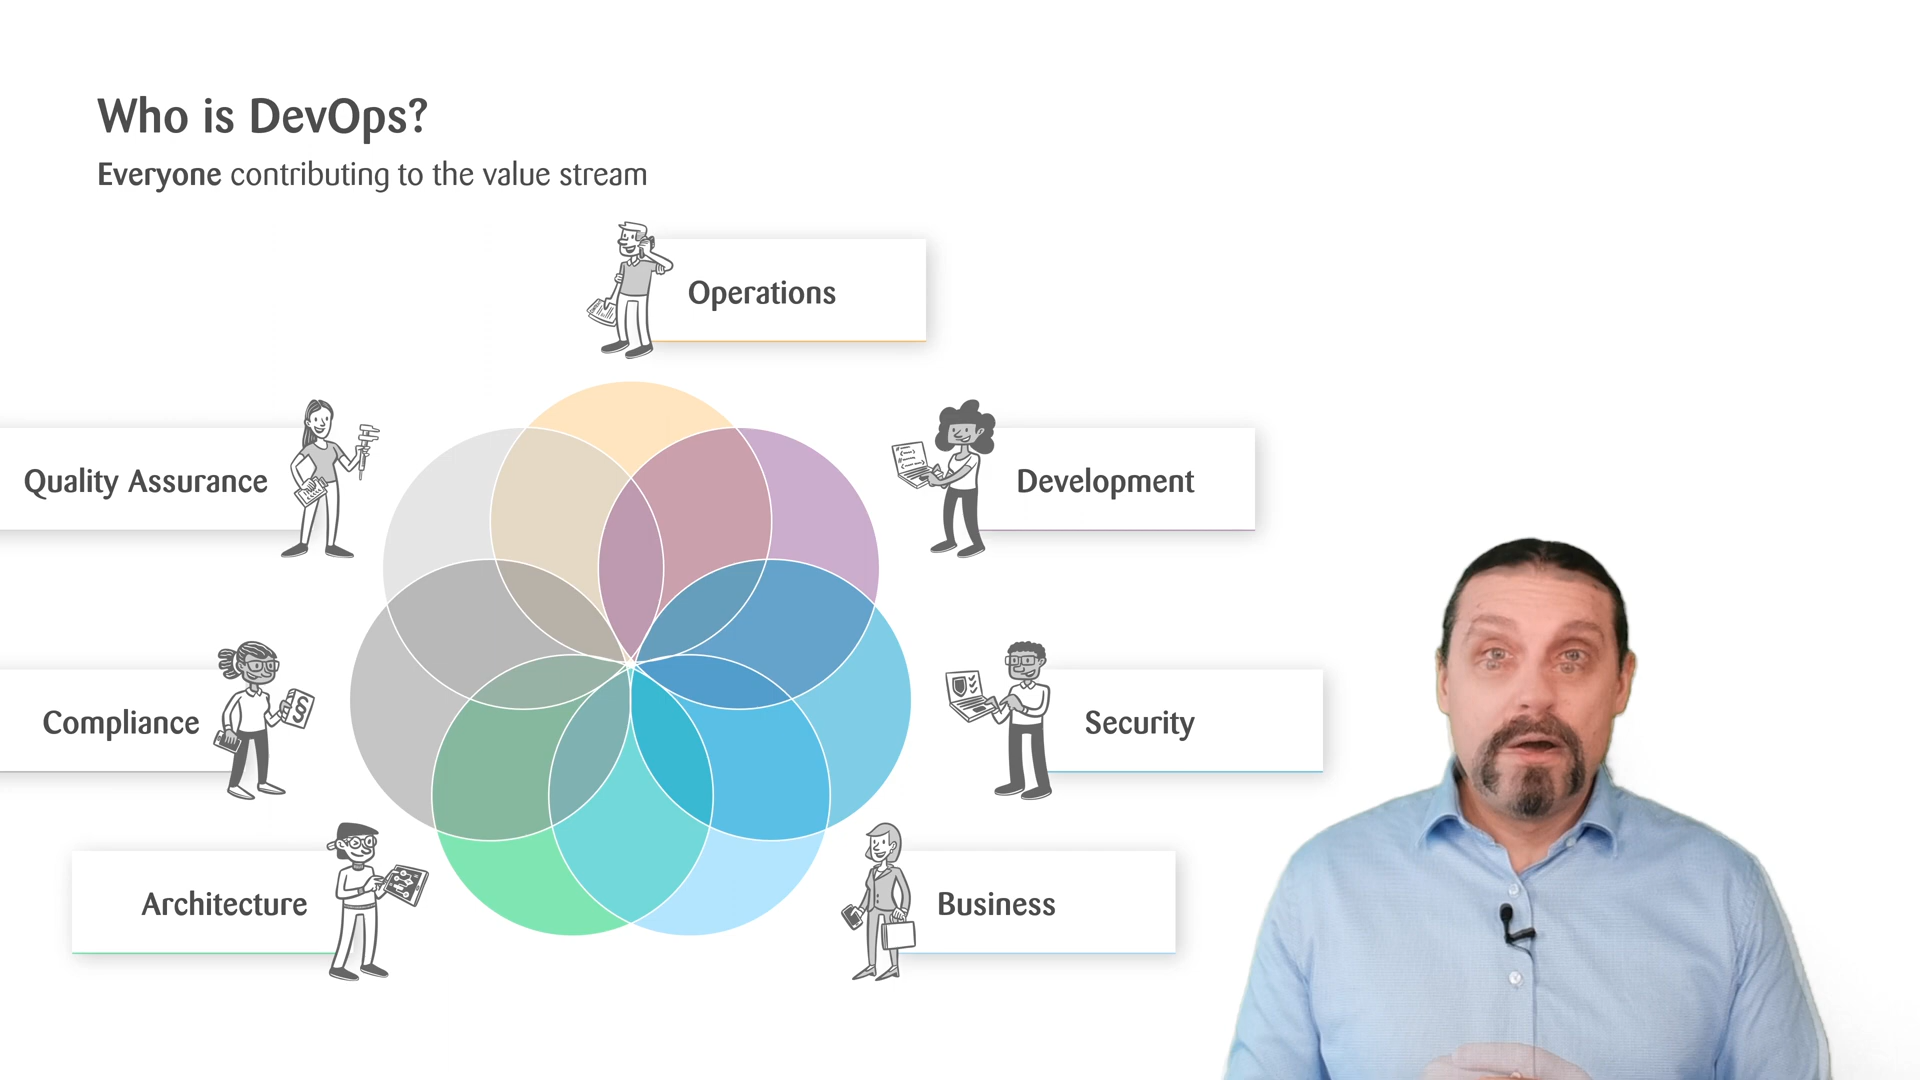 Who is DevOps?
Everyone contributing to the value stream
Operations
Quality Assurance
Development
Compliance
Security
Architecture
Business